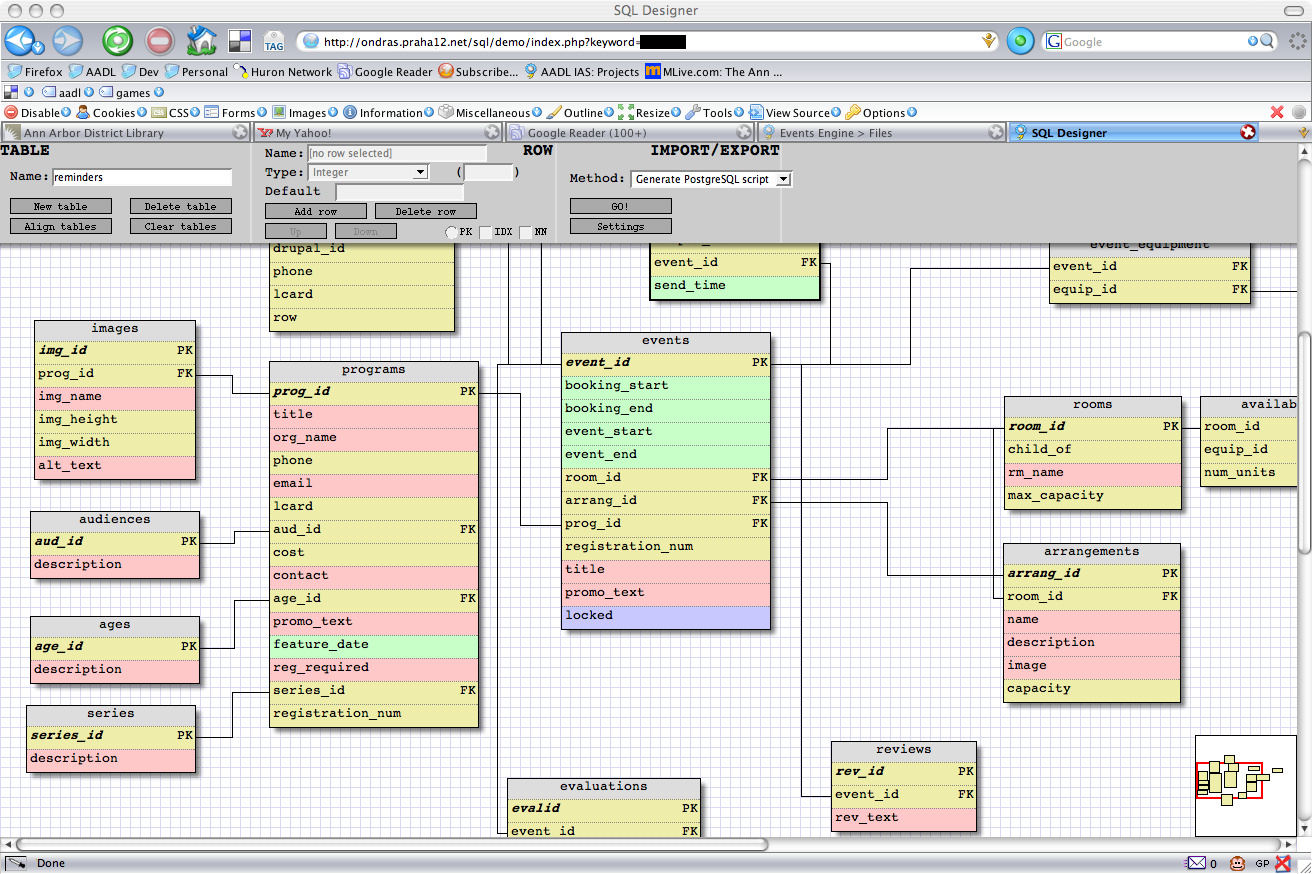 SQL Designer
TAG
http://ondras.praha12.net/sql/demo/index.php?keyword=
G Google
Firefox AADL Dev Personal Huron Network Google Reader Subscribe... AADL IAS: Projects MLive.com: The Ann ...
aadl games
Disable Cookies CSS Forms Images Information Miscellaneous Outline Resize Tools View Source Options
Ann Arbor District Library My Yahoo! Google Reader (100+) Events Engine > Files SQL Designer
TABLE
Name: reminders
New table Delete table
Align tables Clear tables
ROW
Name: [no row selected]
Type: Integer ( )
Default
Add row Delete row
Up Down PK IDX NN
IMPORT/EXPORT
Method: Generate PostgreSQL script
GO!
Settings
drupal_id
phone
lcard
row
event_id FK
send_time
event_equipment
event_id FK
equip_id FK
images
img_id PK
prog_id FK
img_name
img_height
img_width
alt_text
programs
prog_id PK
title
org_name
phone
email
lcard
aud_id FK
cost
contact
age_id FK
promo_text
feature_date
reg_required
series_id FK
registration_num
events
event_id PK
booking_start
booking_end
event_start
event_end
room_id FK
arrang_id FK
prog_id FK
registration_num
title
promo_text
locked
rooms
room_id PK
child_of
rm_name
max_capacity
availab
room_id
equip_id
num_units
audiences
aud_id PK
description
arrangements
arrang_id PK
room_id FK
name
description
image
capacity
ages
age_id PK
description
series
series_id PK
description
reviews
rev_id PK
event_id FK
rev_text
evaluations
evalid PK
event_id FK
Done
0 GP